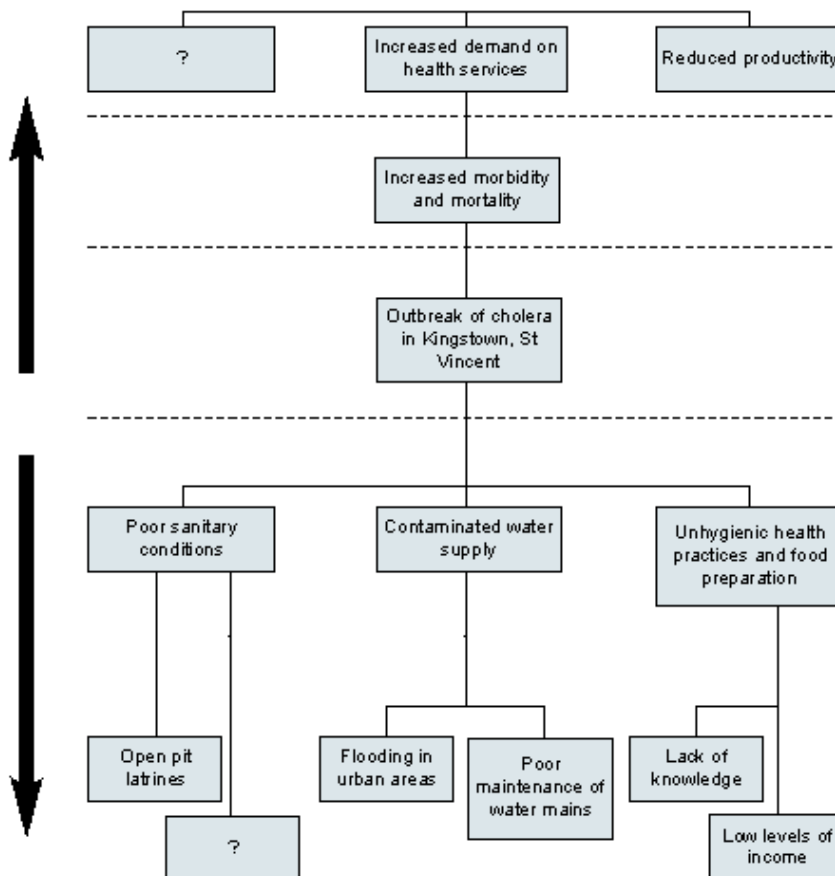 ?
Increased demand on
health services
Reduced productivity
Increased morbidity
and mortality
Outbreak of cholera
in Kingstown, St
Vincent
Poor sanitary
conditions
Contaminated water
supply
Unhygienic health
practices and food
preparation
Open pit
latrines
Flooding in
urban areas
Poor
maintenance of
water mains
Lack of
knowledge
?
Low levels of
income